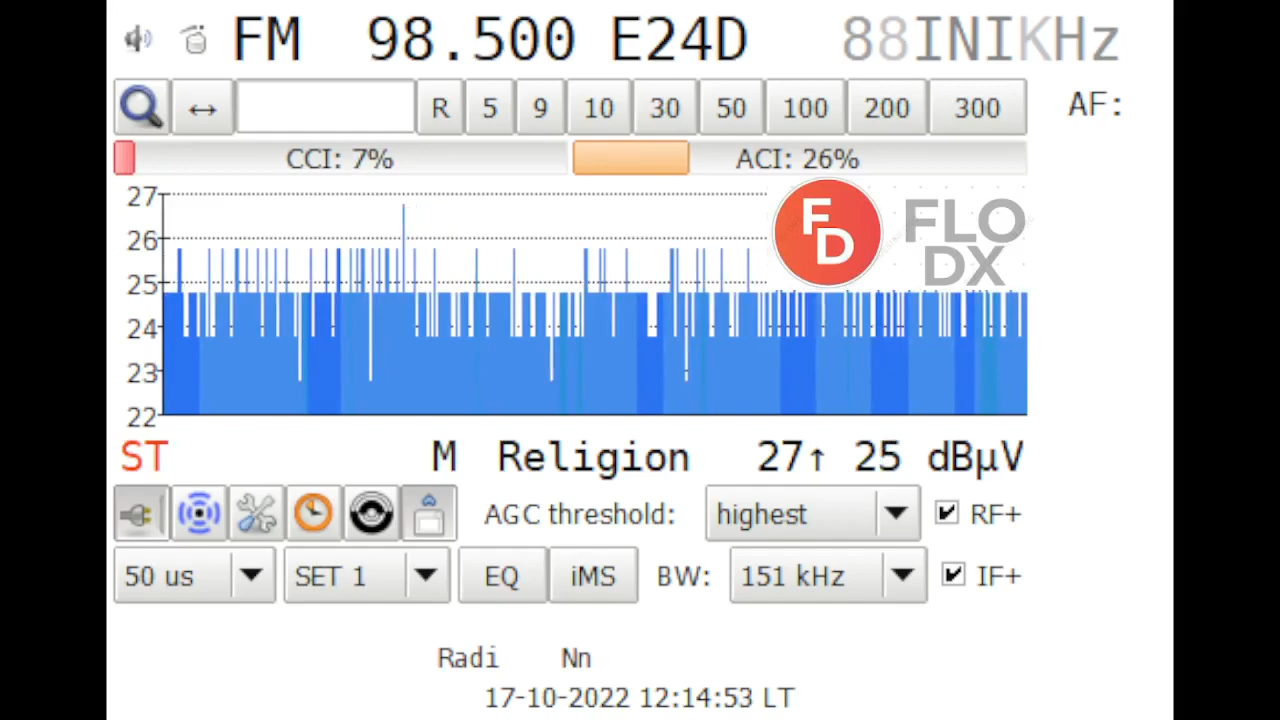 FM 98.500 E24D 88INIKHz
↔ R 5 9 10 30 50 100 200 300 AF:
CCI: 7% ACI: 26%
27
26
25
24
23
22
FD FLO
DX
ST M Religion 27↑ 25 dBµV
AGC threshold: highest RF+
50 us SET 1 EQ iMS BW: 151 kHz IF+
Radi Nn
17-10-2022 12:14:53 LT